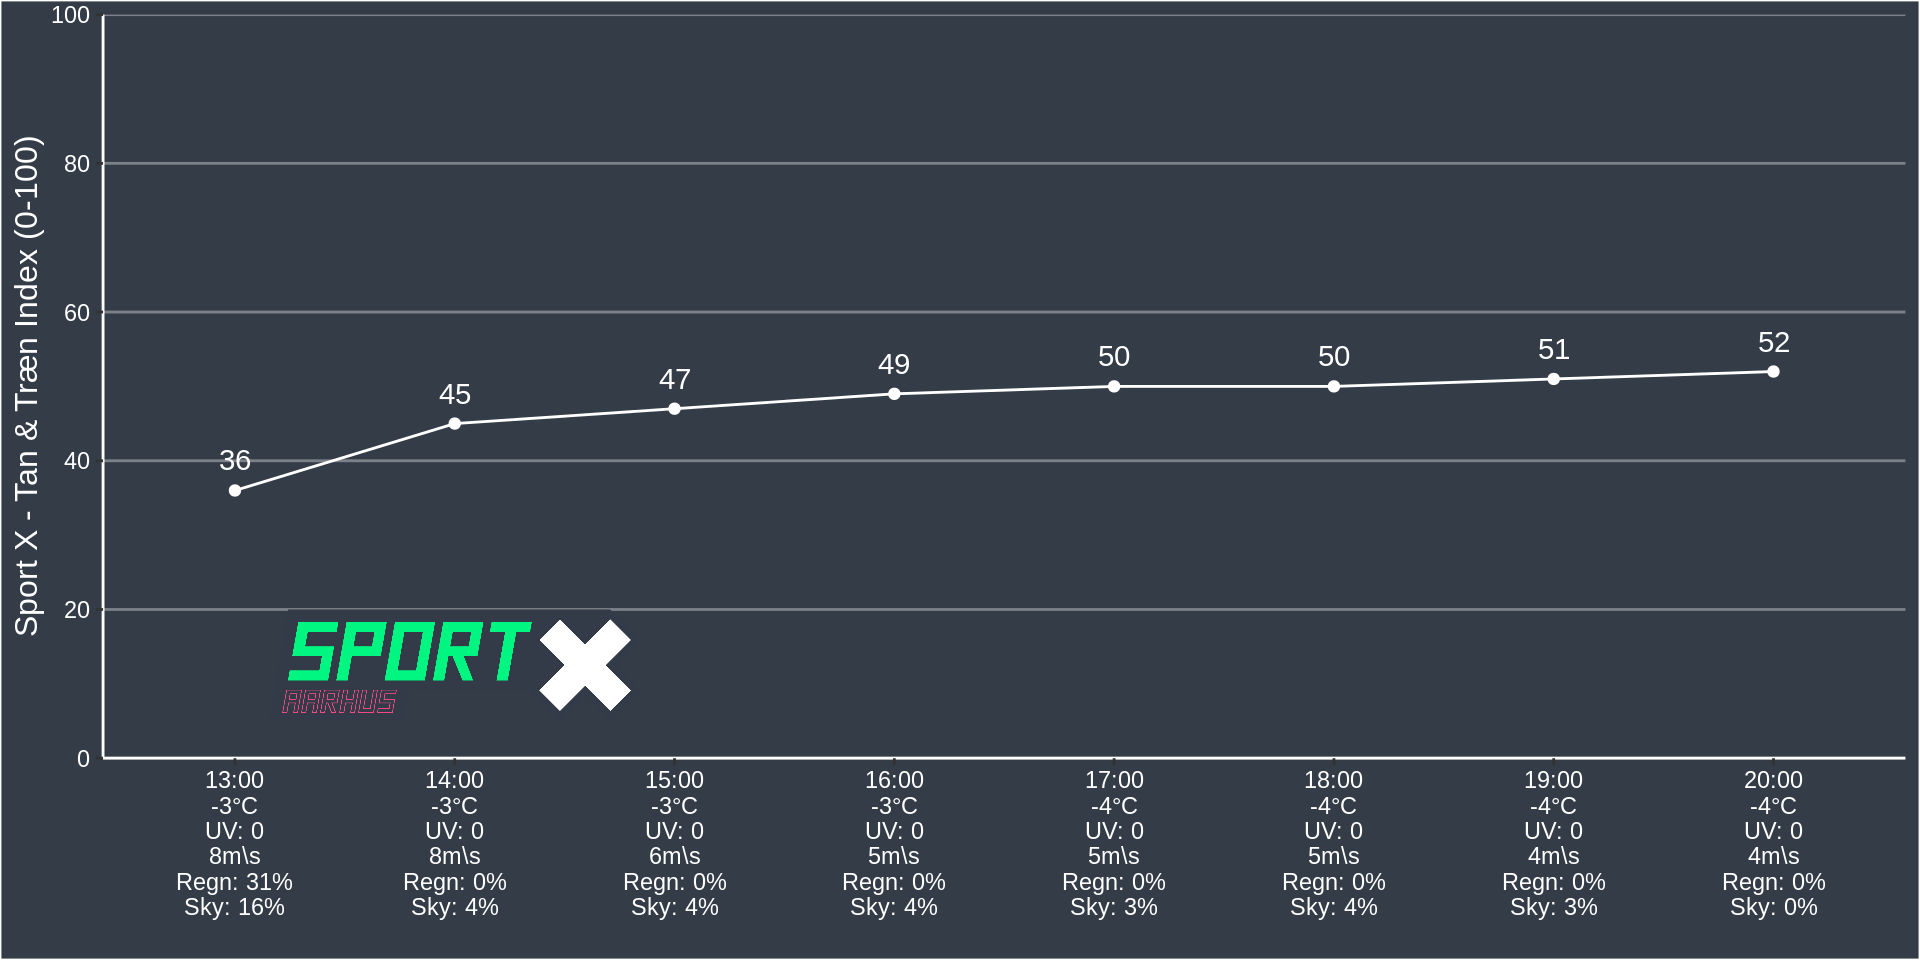 Sport X - Tan & Træn Index (0-100)
100
80
60
40
20
0
36
45
47
49
50
50
51
52
SPORT X
AARHUS
13:00 14:00 15:00 16:00 17:00 18:00 19:00 20:00
-3°C -3°C -3°C -3°C -4°C -4°C -4°C -4°C
UV: 0 UV: 0 UV: 0 UV: 0 UV: 0 UV: 0 UV: 0 UV: 0
8m\s 8m\s 6m\s 5m\s 5m\s 5m\s 4m\s 4m\s
Regn: 31% Regn: 0% Regn: 0% Regn: 0% Regn: 0% Regn: 0% Regn: 0% Regn: 0%
Sky: 16% Sky: 4% Sky: 4% Sky: 4% Sky: 3% Sky: 4% Sky: 3% Sky: 0%